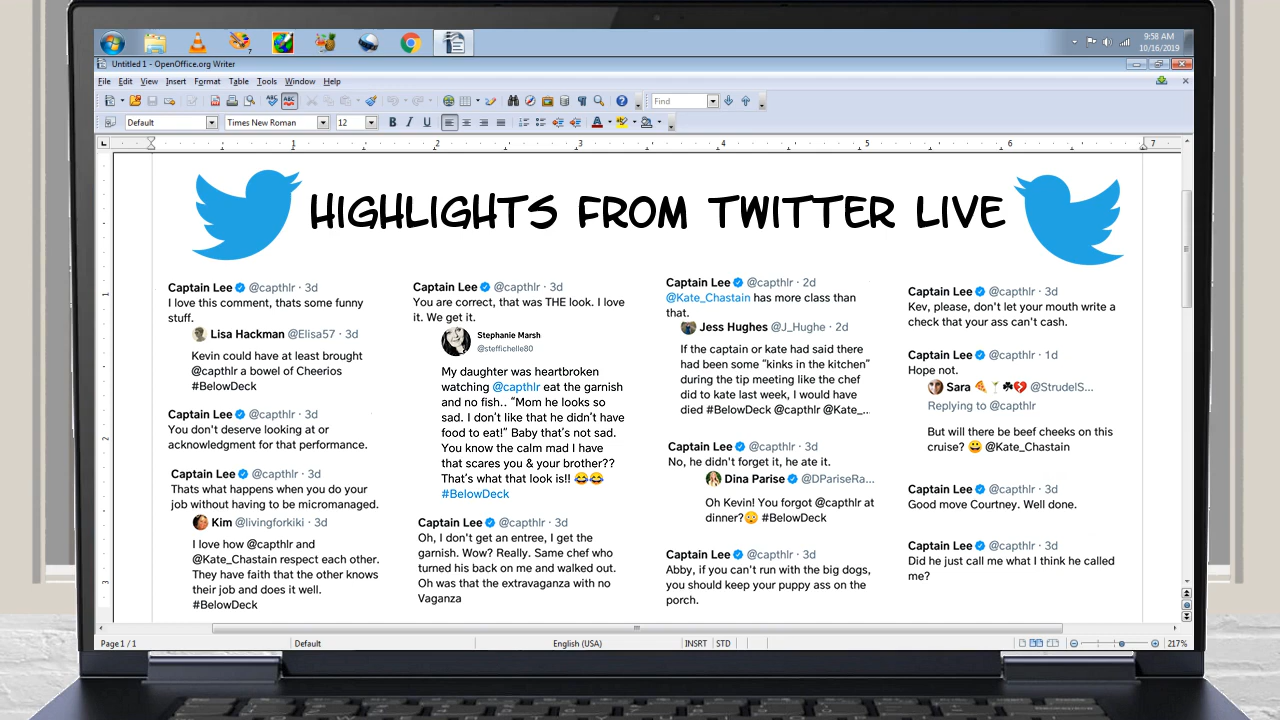 9:58 AM
10/16/2019
Untitled 1 - OpenOffice.org Writer
File Edit View Insert Format Table Tools Window Help
Find
Default Times New Roman 12 B I U
1 2 3 4 5 6 7
HIGHLIGHTS FROM TWITTER LIVE
Captain Lee @capthlr · 3d
I love this comment, thats some funny
stuff.
Lisa Hackman @Elisa57 · 3d
Kevin could have at least brought
@capthlr a bowel of Cheerios
#BelowDeck
Captain Lee @capthlr · 3d
You don't deserve looking at or
acknowledgment for that performance.
Captain Lee @capthlr · 3d
Thats what happens when you do your
job without having to be micromanaged.
Kim @livingforkiki · 3d
I love how @capthlr and
@Kate_Chastain respect each other.
They have faith that the other knows
their job and does it well.
#BelowDeck
Captain Lee @capthlr · 3d
You are correct, that was THE look. I love
it. We get it.
Stephanie Marsh
@steffichelle80
My daughter was heartbroken
watching @capthlr eat the garnish
and no fish.. “Mom he looks so
sad. I don’t like that he didn’t have
food to eat!” Baby that’s not sad.
You know the calm mad I have
that scares you & your brother??
That’s what that look is!! 😂😂
#BelowDeck
Captain Lee @capthlr · 3d
Oh, I don't get an entree, I get the
garnish. Wow? Really. Same chef who
turned his back on me and walked out.
Oh was that the extravaganza with no
Vaganza
Captain Lee @capthlr · 2d
@Kate_Chastain has more class than
that.
Jess Hughes @J_Hughe · 2d
If the captain or kate had said there
had been some “kinks in the kitchen”
during the tip meeting like the chef
did to kate last week, I would have
died #BelowDeck @capthlr @Kate_...
Captain Lee @capthlr · 3d
No, he didn't forget it, he ate it.
Dina Parise @DPariseRa...
Oh Kevin! You forgot @capthlr at
dinner?😳 #BelowDeck
Captain Lee @capthlr · 3d
Abby, if you can't run with the big dogs,
you should keep your puppy ass on the
porch.
Captain Lee @capthlr · 3d
Kev, please, don't let your mouth write a
check that your ass can't cash.
Captain Lee @capthlr · 1d
Hope not.
Sara 🍕🍸☘💔 @StrudelS...
Replying to @capthlr
But will there be beef cheeks on this
cruise? 😀 @Kate_Chastain
Captain Lee @capthlr · 3d
Good move Courtney. Well done.
Captain Lee @capthlr · 3d
Did he just call me what I think he called
me?
Page 1 / 1 Default English (USA) INSRT STD 217%